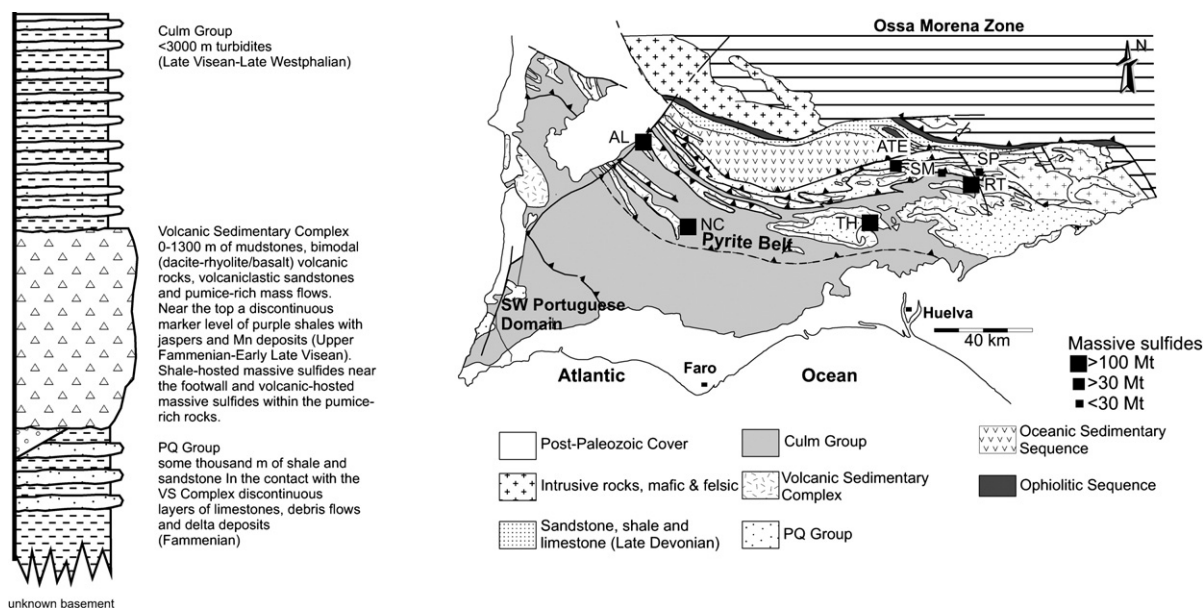 Culm Group
<3000 m turbidites
(Late Visean-Late Westphalian)
Volcanic Sedimentary Complex
0-1300 m of mudstones, bimodal
(dacite-rhyolite/basalt) volcanic
rocks, volcaniclastic sandstones
and pumice-rich mass flows.
Near the top a discontinuous
marker level of purple shales with
jaspers and Mn deposits (Upper
Fammenian-Early Late Visean).
Shale-hosted massive sulfides near
the footwall and volcanic-hosted
massive sulfides within the pumice-
rich rocks.
PQ Group
some thousand m of shale and
sandstone In the contact with the
VS Complex discontinuous
layers of limestones, debris flows
and delta deposits
(Fammenian)
unknown basement
Ossa Morena Zone
N
AL
ATE
SM
SP
RT
NC
TH
Pyrite Belt
SW Portuguese
Domain
Huelva
40 km
Faro
Atlantic
Ocean
Massive sulfides
>100 Mt
>30 Mt
<30 Mt
Post-Paleozoic Cover
Culm Group
Oceanic Sedimentary
Sequence
Intrusive rocks, mafic & felsic
Volcanic Sedimentary
Complex
Ophiolitic Sequence
Sandstone, shale and
limestone (Late Devonian)
PQ Group